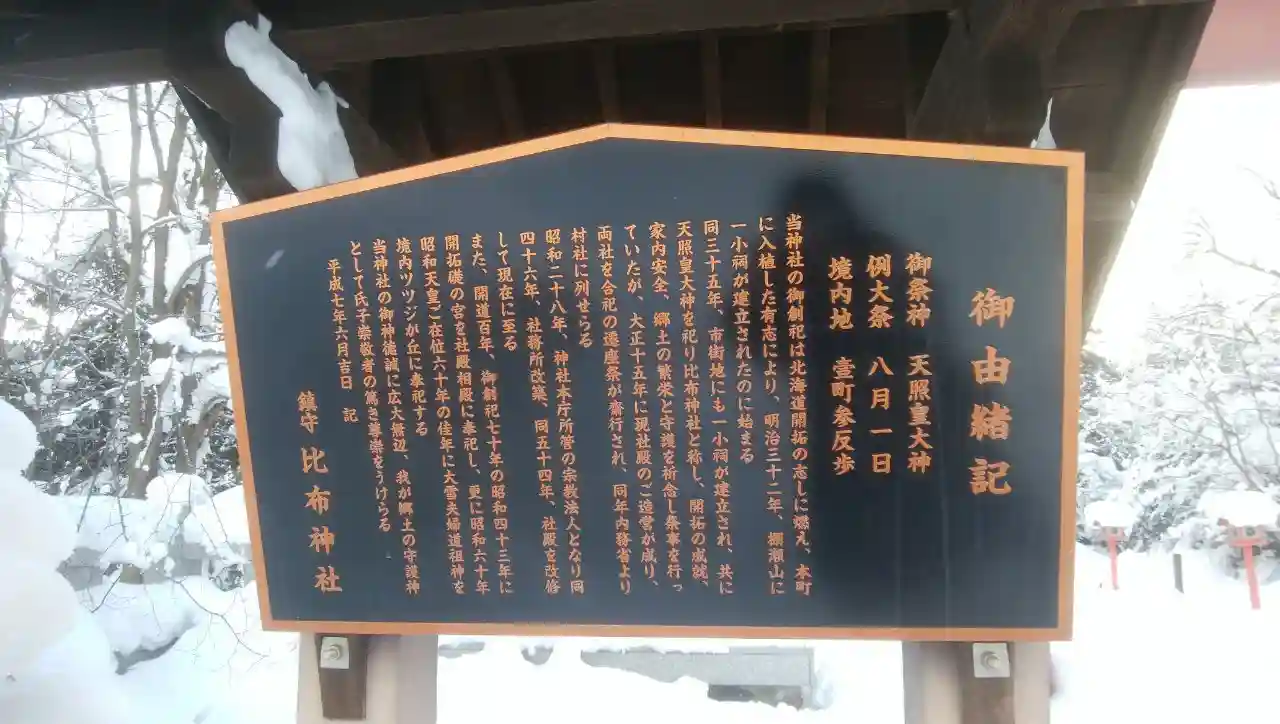 御由緒記
御祭神 天照皇大神
例大祭 八月一日
境内地 壹町参反歩
当神社の御創祀は北海道開拓の志しに燃え、本町
に入植した有志により、明治三十二年、棚瀬山に
一小祠が建立されたのに始まる
同三十五年、市街地にも一小祠が建立され、共に
天照皇大神を祀り比布神社と称し、開拓の成就、
家内安全、郷土の繁栄と守護を祈念し祭事を行っ
ていたが、大正十五年に現社殿のご造営が成り、
両社を合祀の遷座祭が齋行され、同年内務省より
村社に列せらる
昭和二十八年、神社本庁所管の宗教法人となり同
四十六年、社務所改築、同五十四年、社殿を改修
して現在に至る
また、開道百年、御創祀七十年の昭和四十三年に
開拓礎の宮を社殿相殿に奉祀し、更に昭和六十年
昭和天皇ご在位六十年の佳年に大雪夫婦道祖神を
境内ツツジが丘に奉祀する
当神社の御神徳誠に広大無辺、我が郷土の守護神
として氏子崇敬者の篤き尊崇をうけらる
平成七年六月吉日 記
鎮守 比布神社